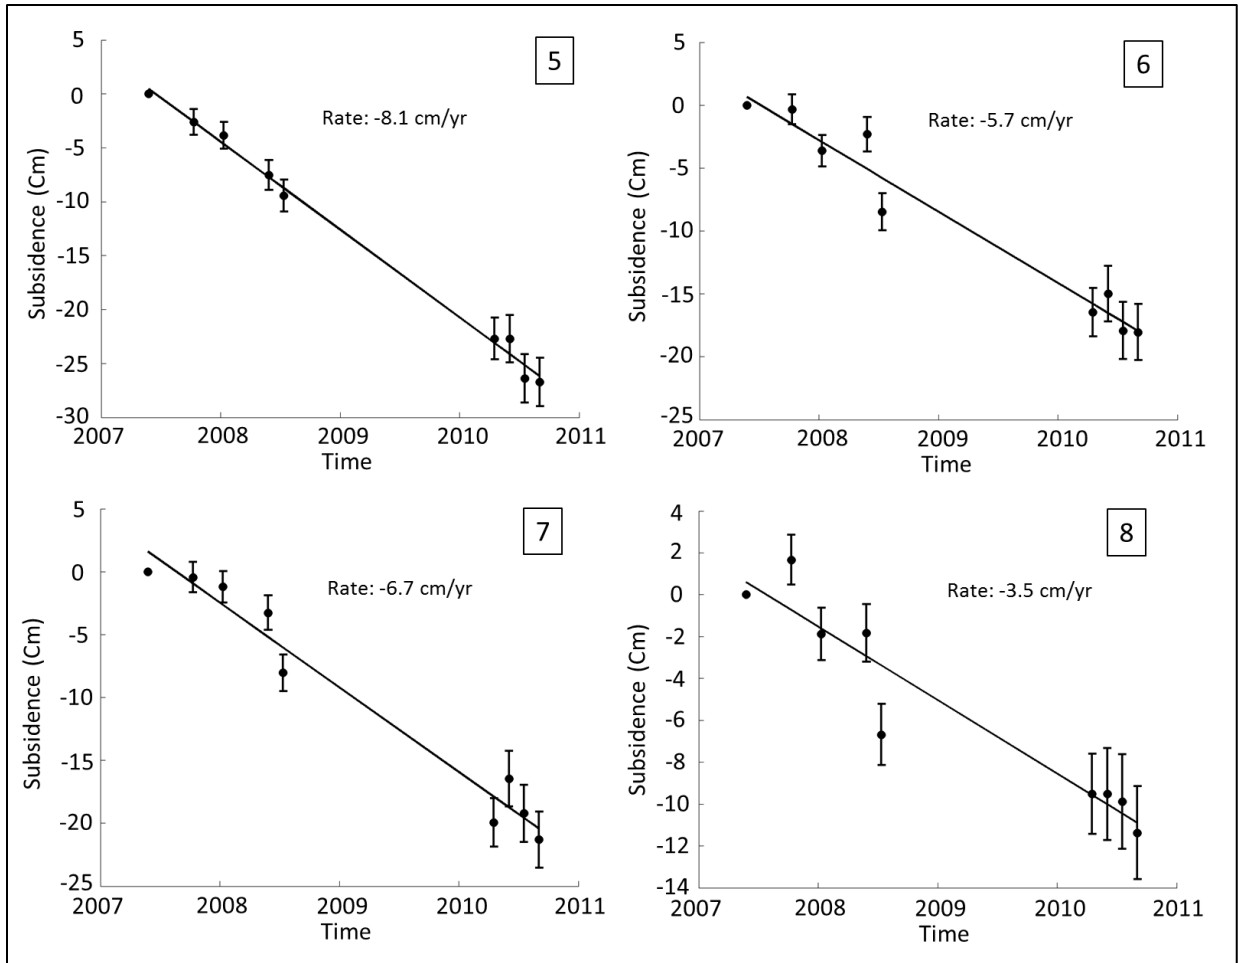 5
5
0
-5
-10
-15
-20
-25
-30
Subsidence (Cm)
Rate: -8.1 cm/yr
2007 2008 2009 2010 2011
Time
6
5
0
-5
-10
-15
-20
-25
Subsidence (Cm)
Rate: -5.7 cm/yr
2007 2008 2009 2010 2011
Time
7
5
0
-5
-10
-15
-20
-25
Subsidence (Cm)
Rate: -6.7 cm/yr
2007 2008 2009 2010 2011
Time
8
4
2
0
-2
-4
-6
-8
-10
-12
-14
Subsidence (Cm)
Rate: -3.5 cm/yr
2007 2008 2009 2010 2011
Time